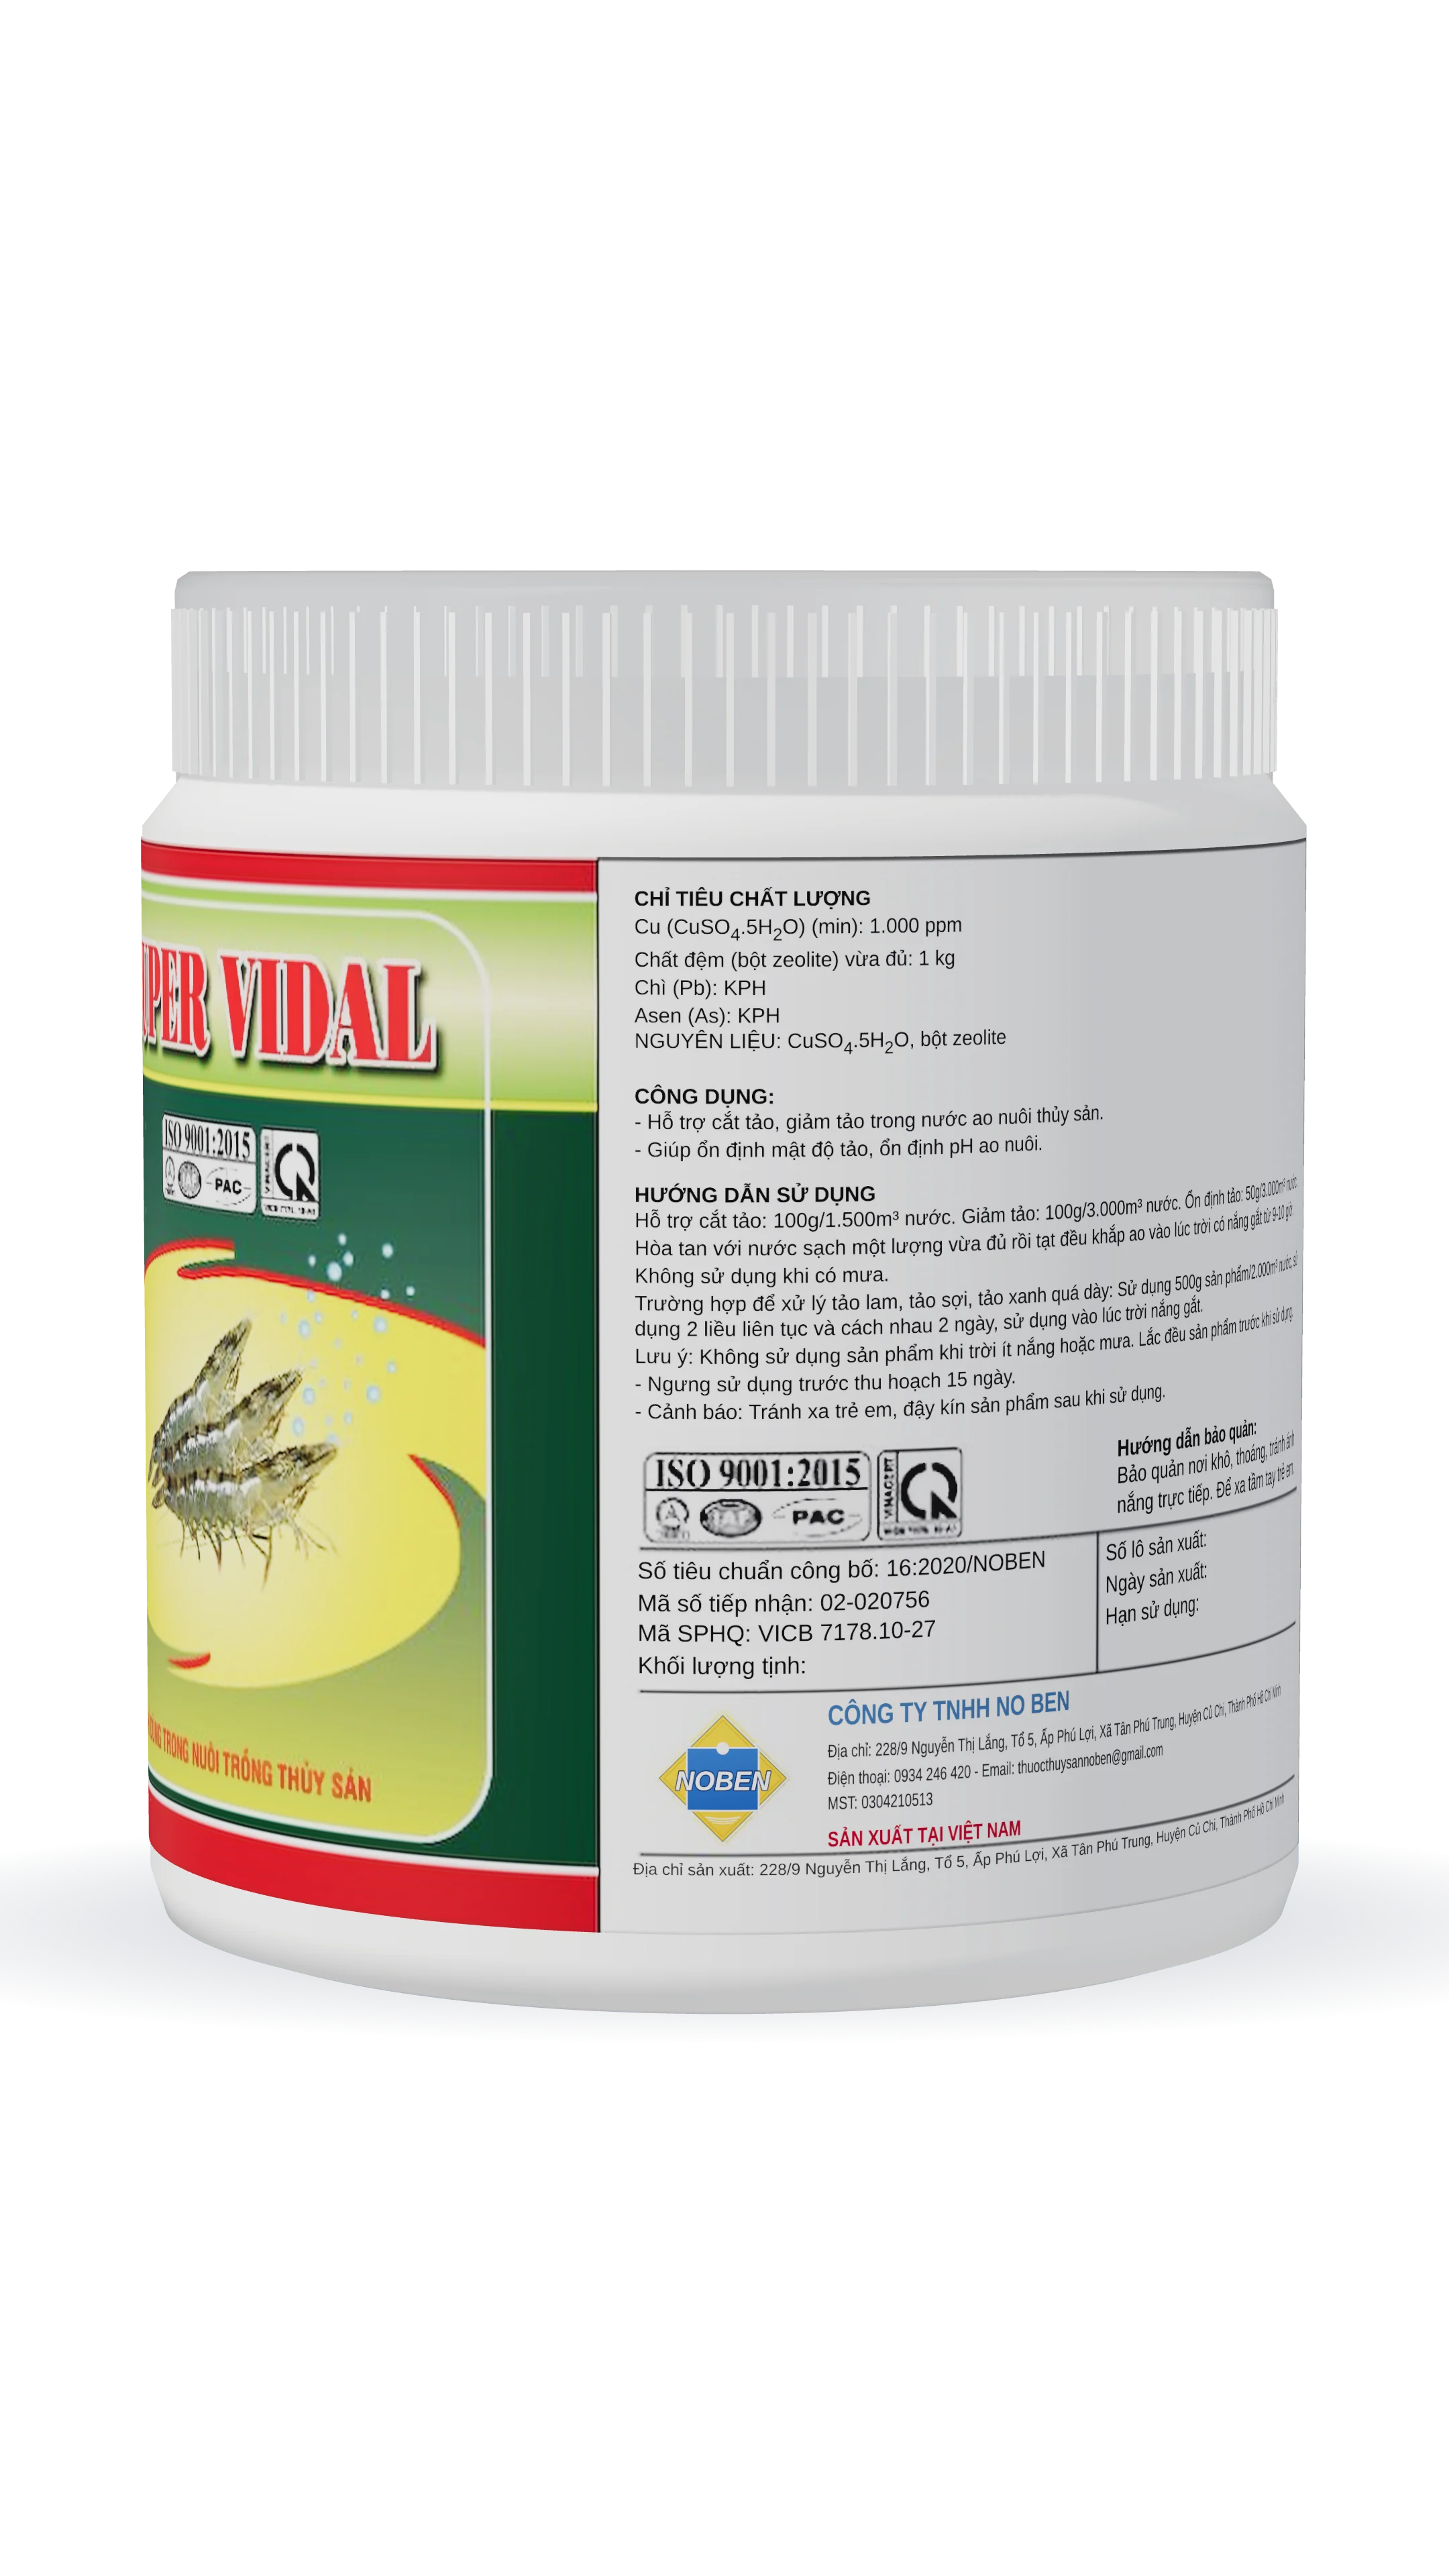 UPER VIDAL
ISO 9001:2015
PAC
TRONG NUÔI TRỒNG THỦY SẢN
CHỈ TIÊU CHẤT LƯỢNG
Cu (CuSO4.5H2O) (min): 1.000 ppm
Chất đệm (bột zeolite) vừa đủ: 1 kg
Chì (Pb): KPH
Asen (As): KPH
NGUYÊN LIỆU: CuSO4.5H2O, bột zeolite
CÔNG DỤNG:
- Hỗ trợ cắt tảo, giảm tảo trong nước ao nuôi thủy sản.
- Giúp ổn định mật độ tảo, ổn định pH ao nuôi.
HƯỚNG DẪN SỬ DỤNG
Hỗ trợ cắt tảo: 100g/1.500m³ nước. Giảm tảo: 100g/3.000m³ nước. Ổn định tảo: 50g/3.000m³ nước.
Hòa tan với nước sạch một lượng vừa đủ rồi tạt đều khắp ao vào lúc trời có nắng gắt từ 9-10 giờ.
Không sử dụng khi có mưa.
Trường hợp để xử lý tảo lam, tảo sợi, tảo xanh quá dày: Sử dụng 500g sản phẩm/2.000m³ nước, sử
dụng 2 liều liên tục và cách nhau 2 ngày, sử dụng vào lúc trời nắng gắt.
Lưu ý: Không sử dụng sản phẩm khi trời ít nắng hoặc mưa. Lắc đều sản phẩm trước khi sử dụng.
- Ngưng sử dụng trước thu hoạch 15 ngày.
- Cảnh báo: Tránh xa trẻ em, đậy kín sản phẩm sau khi sử dụng.
ISO 9001:2015
PAC
VINACERT
Hướng dẫn bảo quản:
Bảo quản nơi khô, thoáng, tránh ánh
nắng trực tiếp. Để xa tầm tay trẻ em.
Số tiêu chuẩn công bố: 16:2020/NOBEN
Mã số tiếp nhận: 02-020756
Mã SPHQ: VICB 7178.10-27
Khối lượng tịnh:
Số lô sản xuất:
Ngày sản xuất:
Hạn sử dụng:
NOBEN
CÔNG TY TNHH NO BEN
Địa chỉ: 228/9 Nguyễn Thị Lắng, Tổ 5, Ấp Phú Lợi, Xã Tân Phú Trung, Huyện Củ Chi, Thành Phố Hồ Chí Minh
Điện thoại: 0934 246 420 - Email: thuocthuysannoben@gmail.com
MST: 0304210513
SẢN XUẤT TẠI VIỆT NAM
Địa chỉ sản xuất: 228/9 Nguyễn Thị Lắng, Tổ 5, Ấp Phú Lợi, Xã Tân Phú Trung, Huyện Củ Chi, Thành Phố Hồ Chí Minh